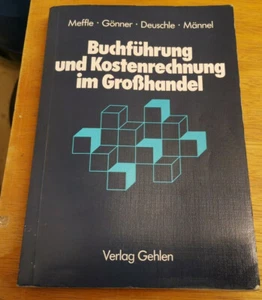 Meffle · Gönner · Deuschle · Männel
Buchführung
und Kostenrechnung
im Großhandel
Verlag Gehlen